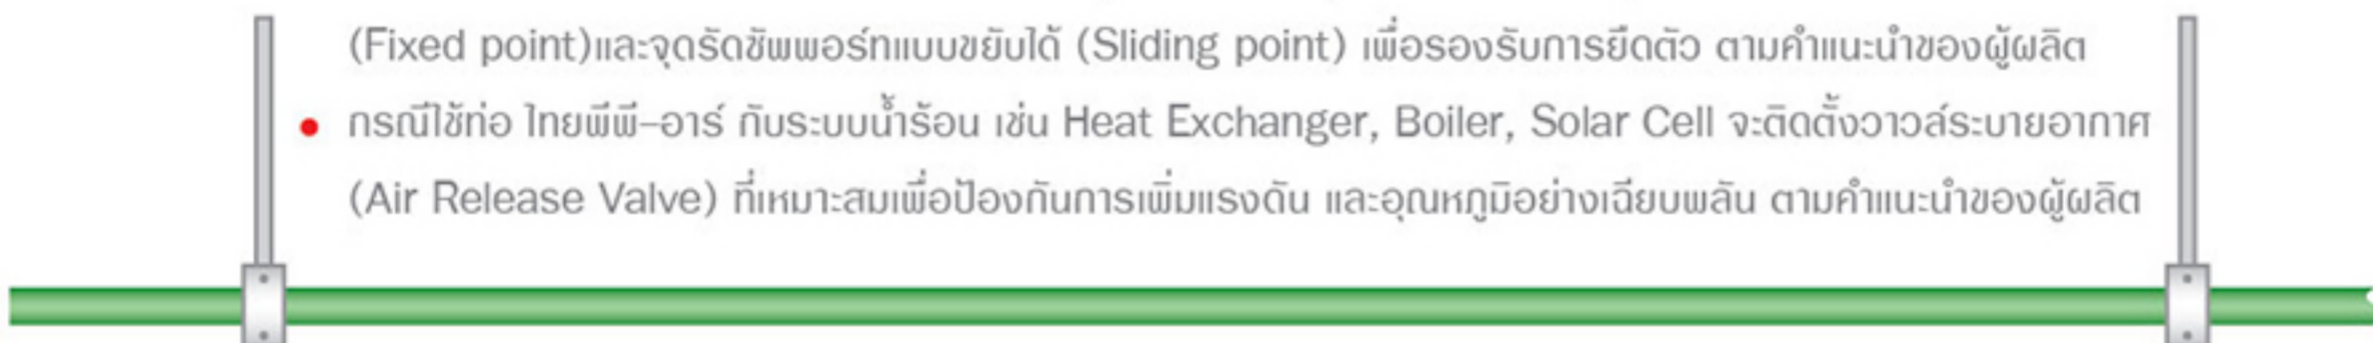 (Fixed point)และจุดรัดซัพพอร์ทแบบขยับได้ (Sliding point) เพื่อรองรับการยืดตัว ตามคำแนะนำของผู้ผลิต
• กรณีใช้ท่อ ไทยพีพี–อาร์ กับระบบน้ำร้อน เช่น Heat Exchanger, Boiler, Solar Cell จะติดตั้งวาวล์ระบายอากาศ
(Air Release Valve) ที่เหมาะสมเพื่อป้องกันการเพิ่มแรงดัน และอุณหภูมิอย่างเฉียบพลัน ตามคำแนะนำของผู้ผลิต